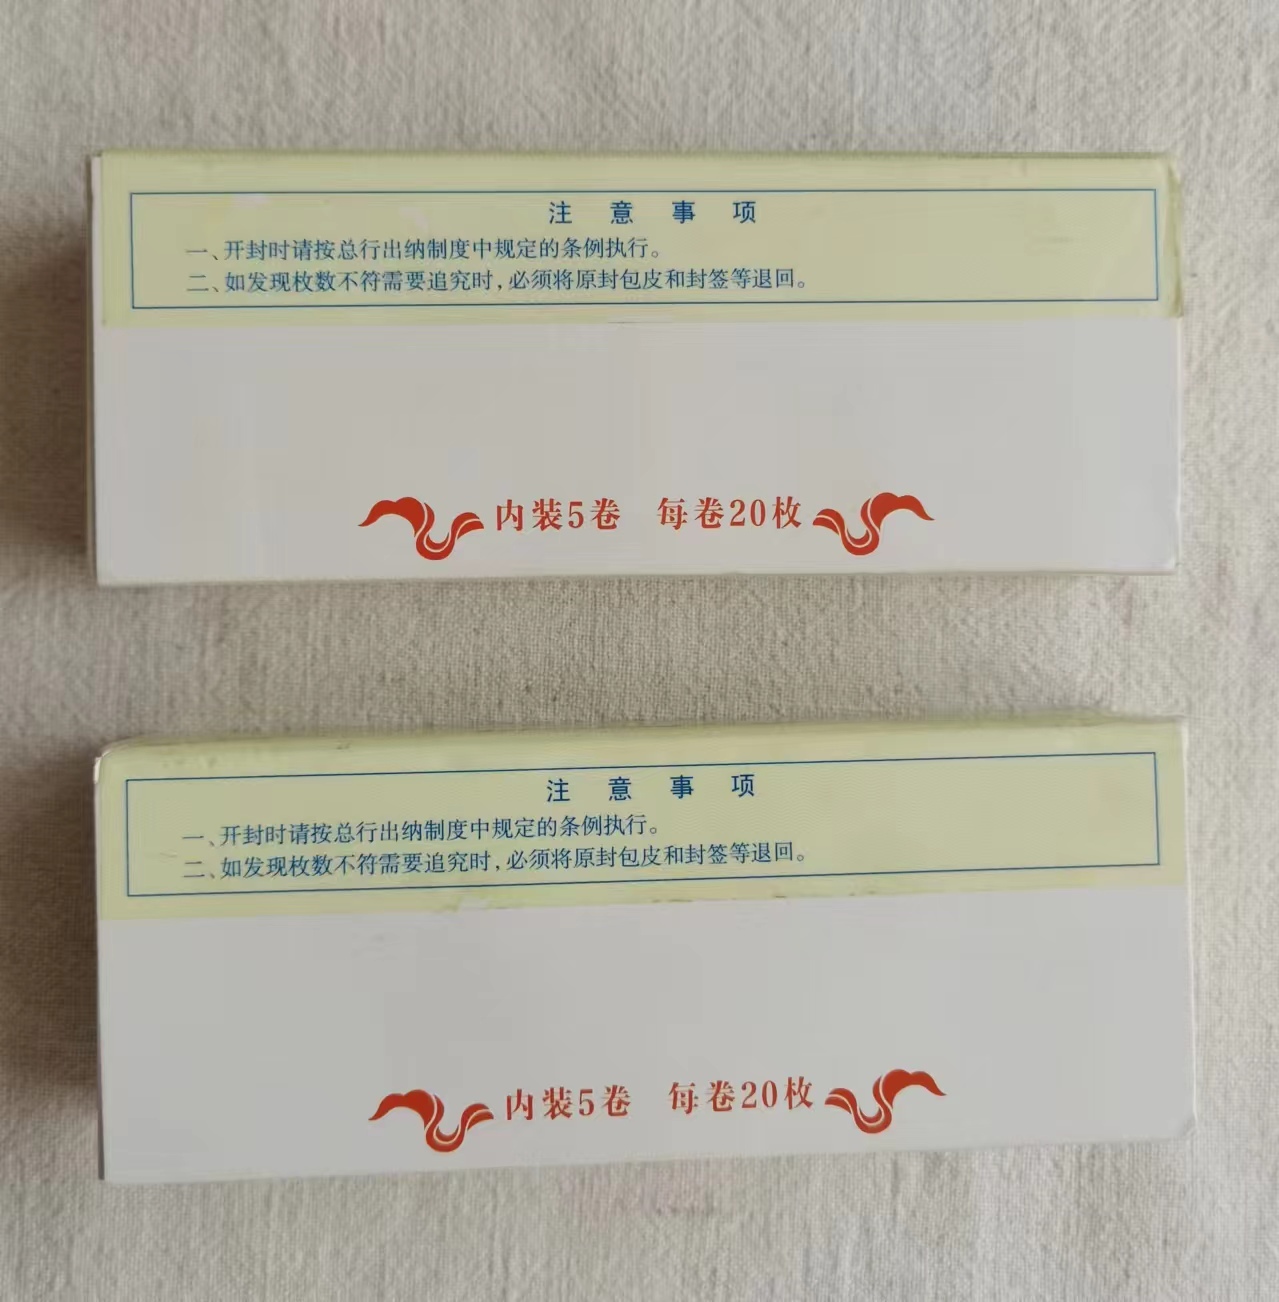 注意事项
一、开封时请按总行出纳制度中规定的条例执行。
二、如发现枚数不符需要追究时,必须将原封包皮和封签等退回。
内装5卷 每卷20枚
注意事项
一、开封时请按总行出纳制度中规定的条例执行。
二、如发现枚数不符需要追究时,必须将原封包皮和封签等退回。
内装5卷 每卷20枚